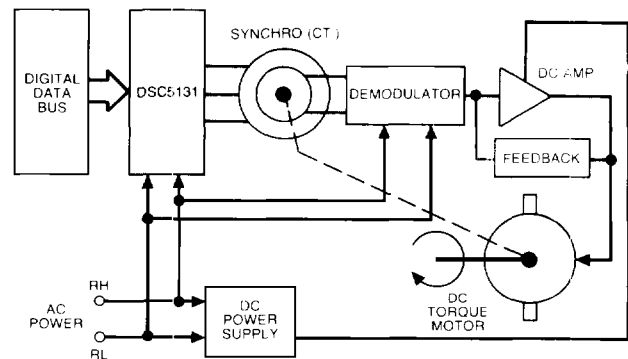 SYNCHRO (CT)
DIGITAL
DATA
BUS
DSC5131
DEMODULATOR
DC AMP
FEEDBACK
RH
AC
POWER
RL
DC
POWER
SUPPLY
DC
TORQUE
MOTOR